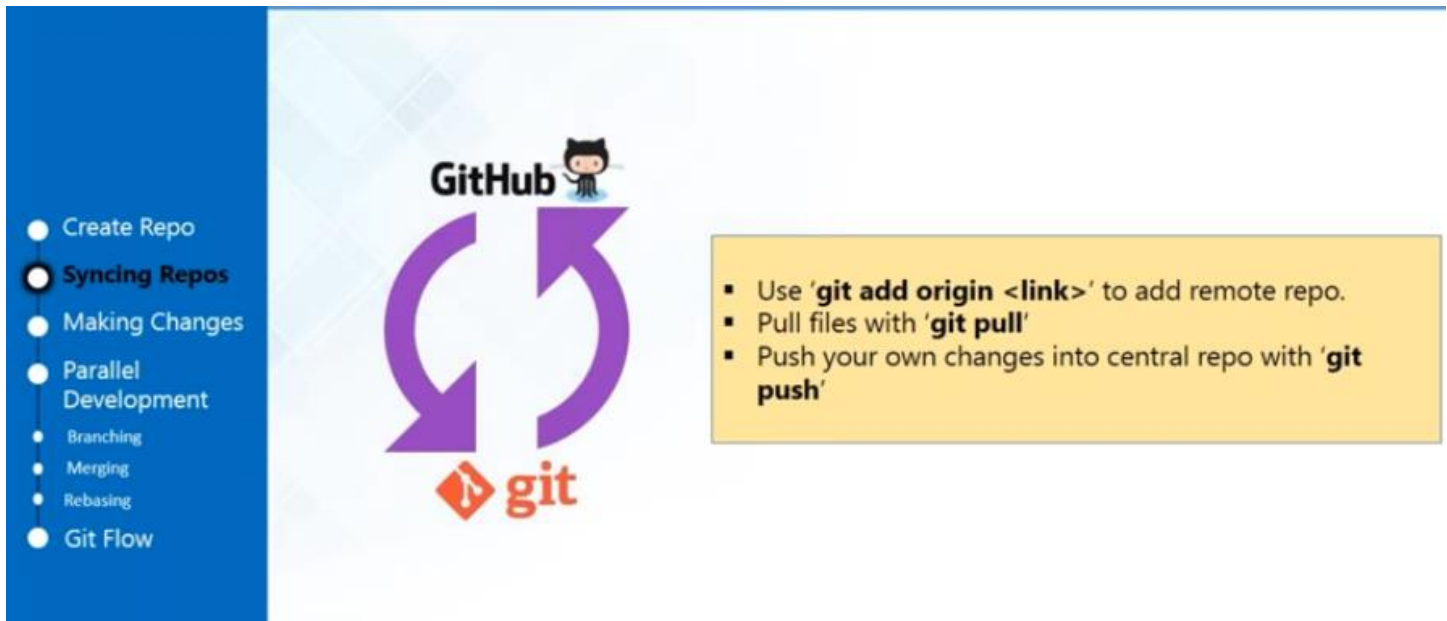 Create Repo
Syncing Repos
Making Changes
Parallel
Development
Branching
Merging
Rebasing
Git Flow
GitHub
git
▪ Use ‘git add origin <link>’ to add remote repo.
▪ Pull files with ‘git pull’
▪ Push your own changes into central repo with ‘git
push’